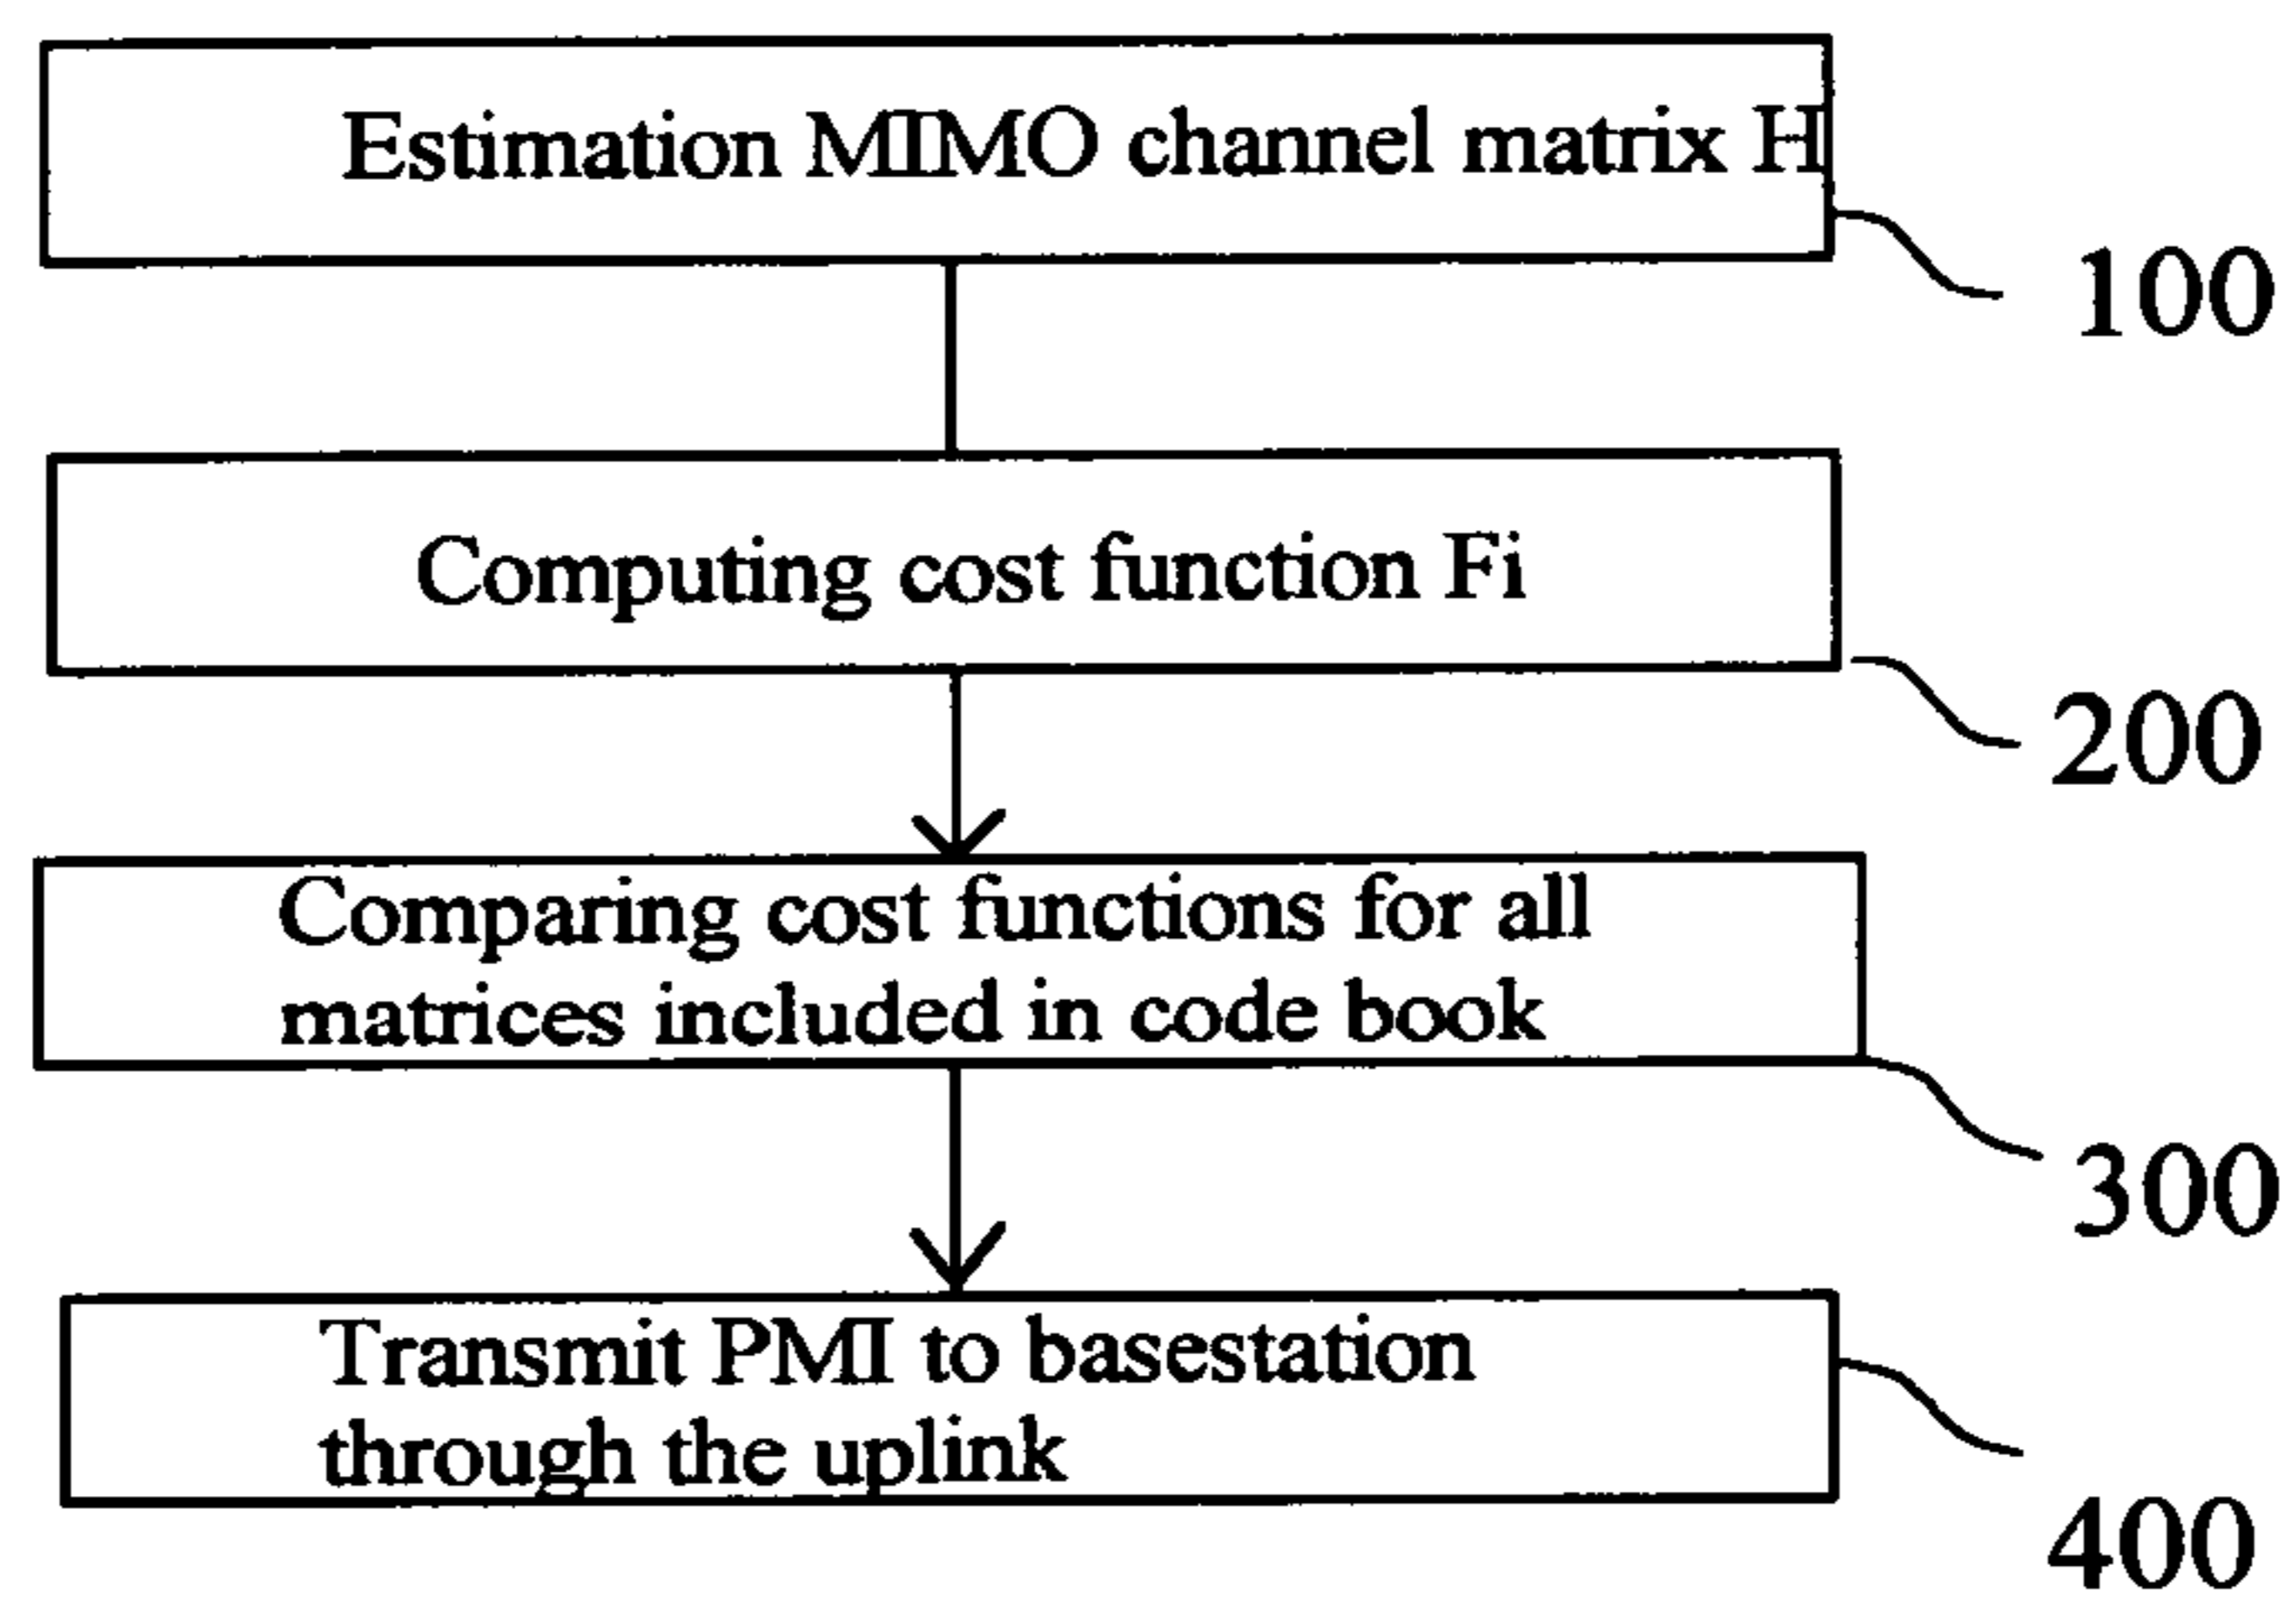 Estimation MIMO channel matrix H
100
Computing cost function Fi
200
Comparing cost functions for all
matrices included in code book
300
Transmit PMI to basestation
through the uplink
400